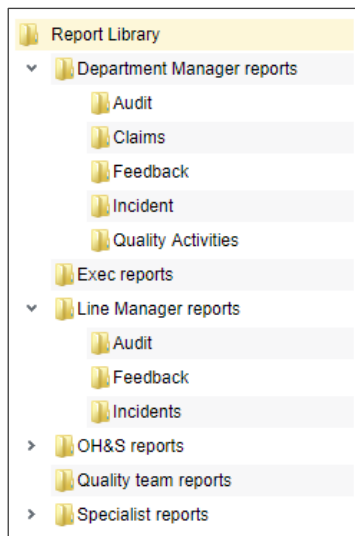 Report Library
Department Manager reports
Audit
Claims
Feedback
Incident
Quality Activities
Exec reports
Line Manager reports
Audit
Feedback
Incidents
OH&S reports
Quality team reports
Specialist reports